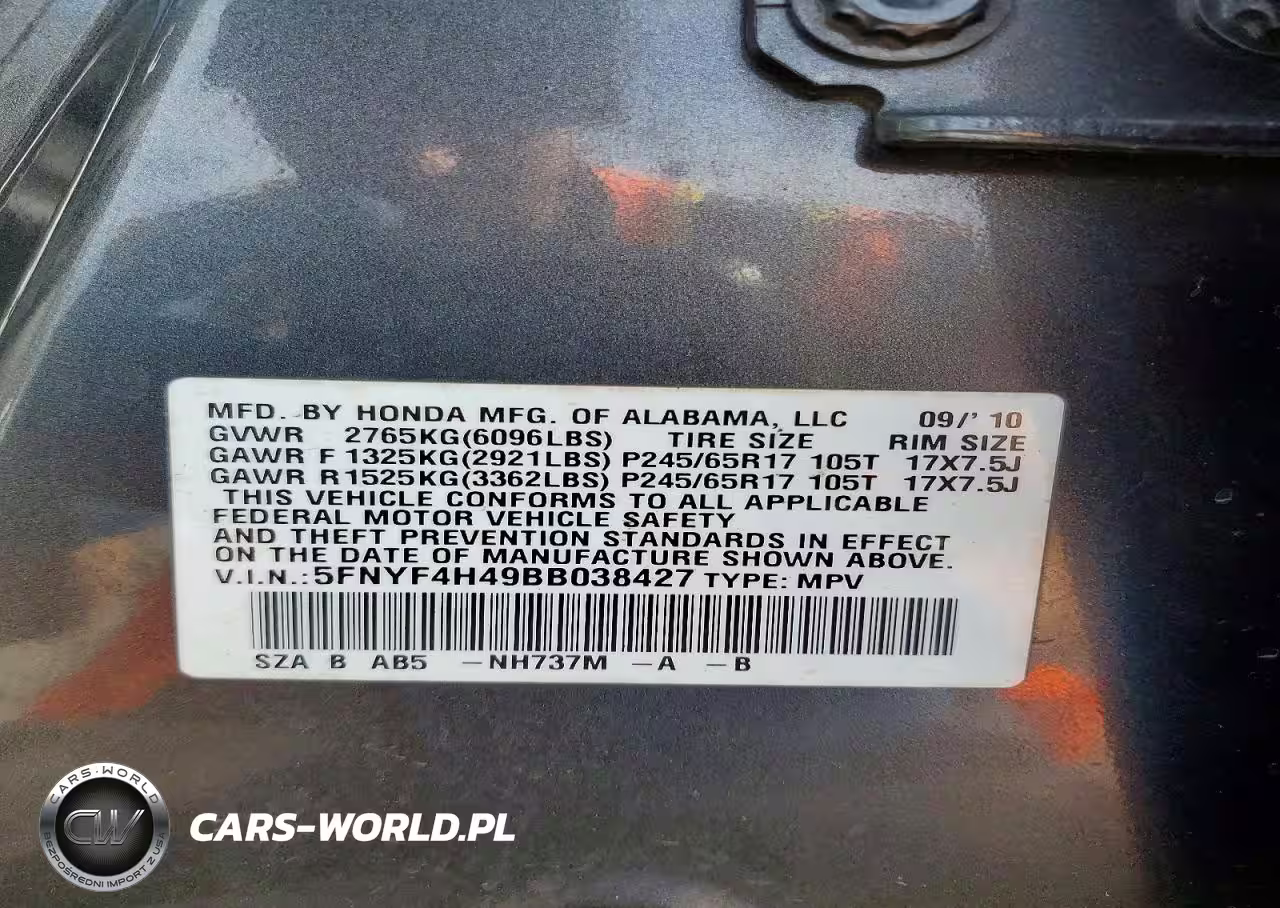 MFD. BY HONDA MFG. OF ALABAMA, LLC 09/' 10
GVWR 2765KG(6096LBS) TIRE SIZE RIM SIZE
GAWR F 1325KG(2921LBS) P245/65R17 105T 17X7.5J
GAWR R1525KG(3362LBS) P245/65R17 105T 17X7.5J
THIS VEHICLE CONFORMS TO ALL APPLICABLE
FEDERAL MOTOR VEHICLE SAFETY
AND THEFT PREVENTION STANDARDS IN EFFECT
ON THE DATE OF MANUFACTURE SHOWN ABOVE.
V.I.N.:5FNYF4H49BB038427 TYPE: MPV
SZA B AB5 -NH737M -A -B
CARS-WORLD
CW
BEZPOŚREDNI IMPORT Z USA
CARS-WORLD.PL